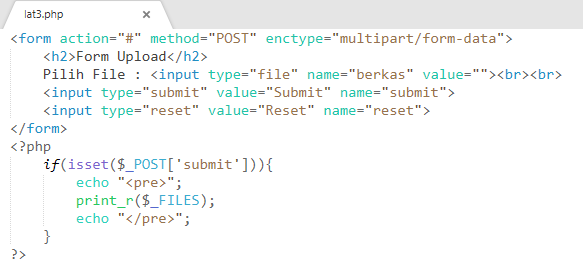 lat3.php ×
<form action="#" method="POST" enctype="multipart/form-data">
    <h2>Form Upload</h2>
    Pilih File : <input type="file" name="berkas" value=""><br><br>
    <input type="submit" value="Submit" name="submit">
    <input type="reset" value="Reset" name="reset">
</form>
<?php
    if(isset($_POST['submit'])){
        echo "<pre>";
        print_r($_FILES);
        echo "</pre>";
    }
?>